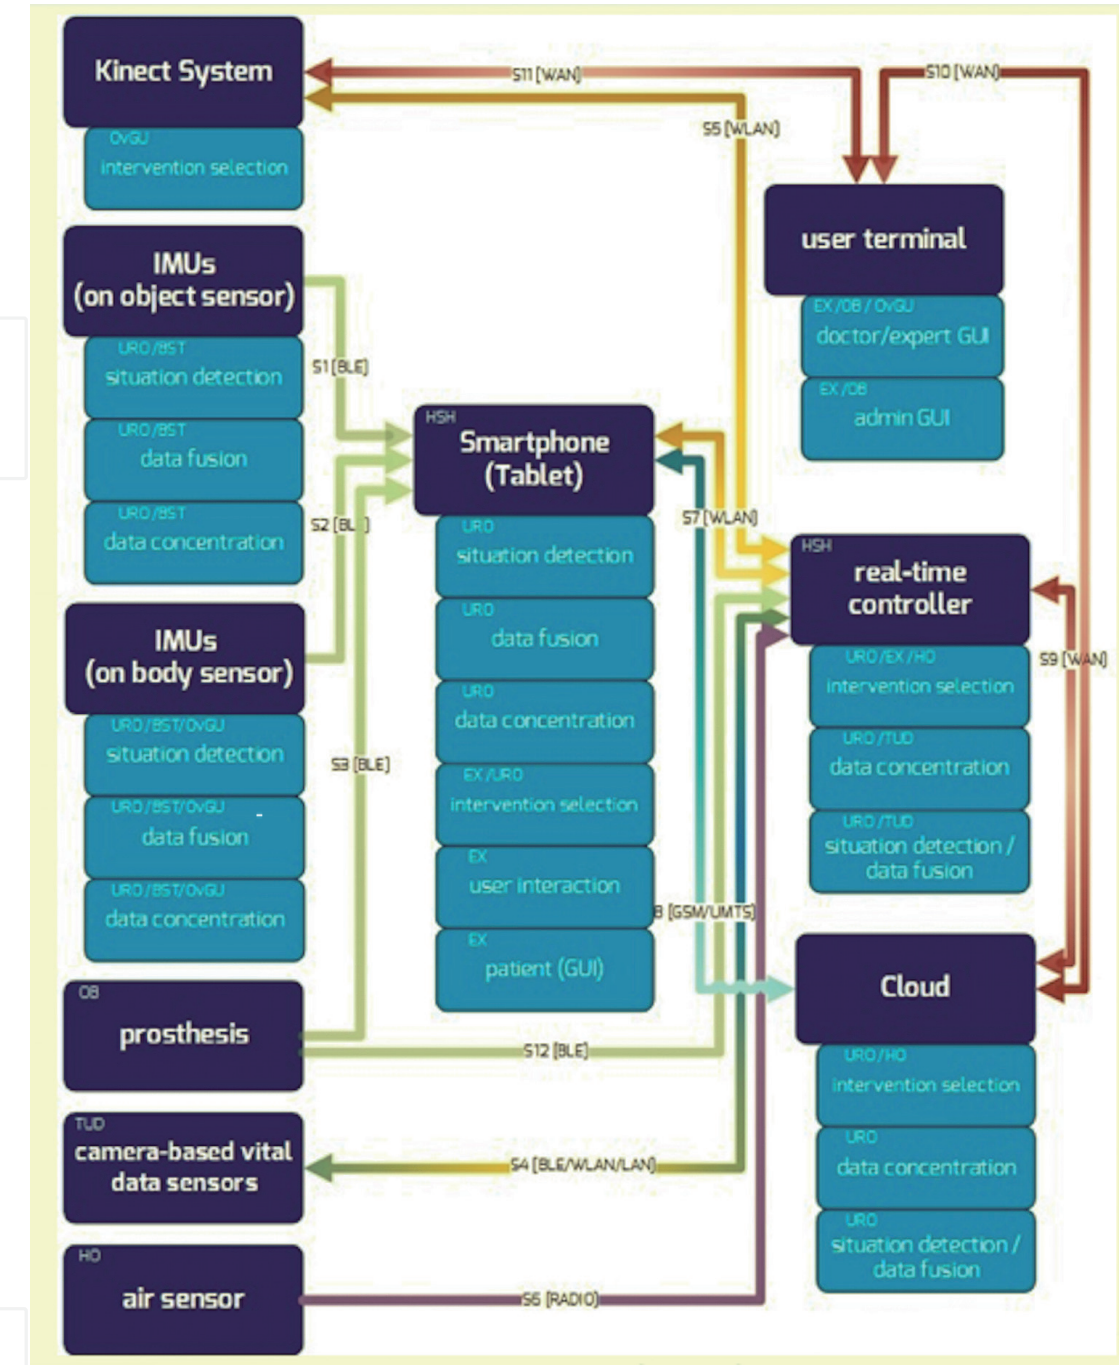 Kinect System
OvGU
intervention selection
S11 [WAN]
S10 [WAN]
S5 [WLAN]
user terminal
EX/OB/OvGU
doctor/expert GUI
EX/OB
admin GUI
IMUs
(on object sensor)
URO/BST
situation detection
URO/BST
data fusion
URO/BST
data concentration
S1 [BLE]
S2 [BL ]
HSH
Smartphone
(Tablet)
URO
situation detection
URO
data fusion
URO
data concentration
EX/URO
intervention selection
EX
user interaction
EX
patient (GUI)
S7 [WLAN]
HSH
real-time
controller
URO/EX/HO
intervention selection
URO/TUD
data concentration
URO/TUD
situation detection /
data fusion
S9 [WAN]
IMUs
(on body sensor)
URO/BST/OvGU
situation detection
URO/BST/OvGU
data fusion
URO/BST/OvGU
data concentration
S3 [BLE]
8 [GSM/UMTS]
Cloud
URO/HO
intervention selection
URO
data concentration
URO
situation detection /
data fusion
OB
prosthesis
S12 [BLE]
TUD
camera-based vital
data sensors
S4 [BLE/WLAN/LAN]
HO
air sensor
S6 [RADIO]